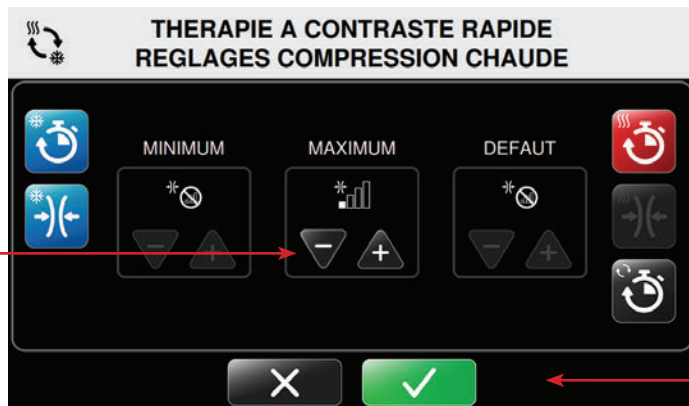 THERAPIE A CONTRASTE RAPIDE
REGLAGES COMPRESSION CHAUDE
MINIMUM MAXIMUM DEFAUT